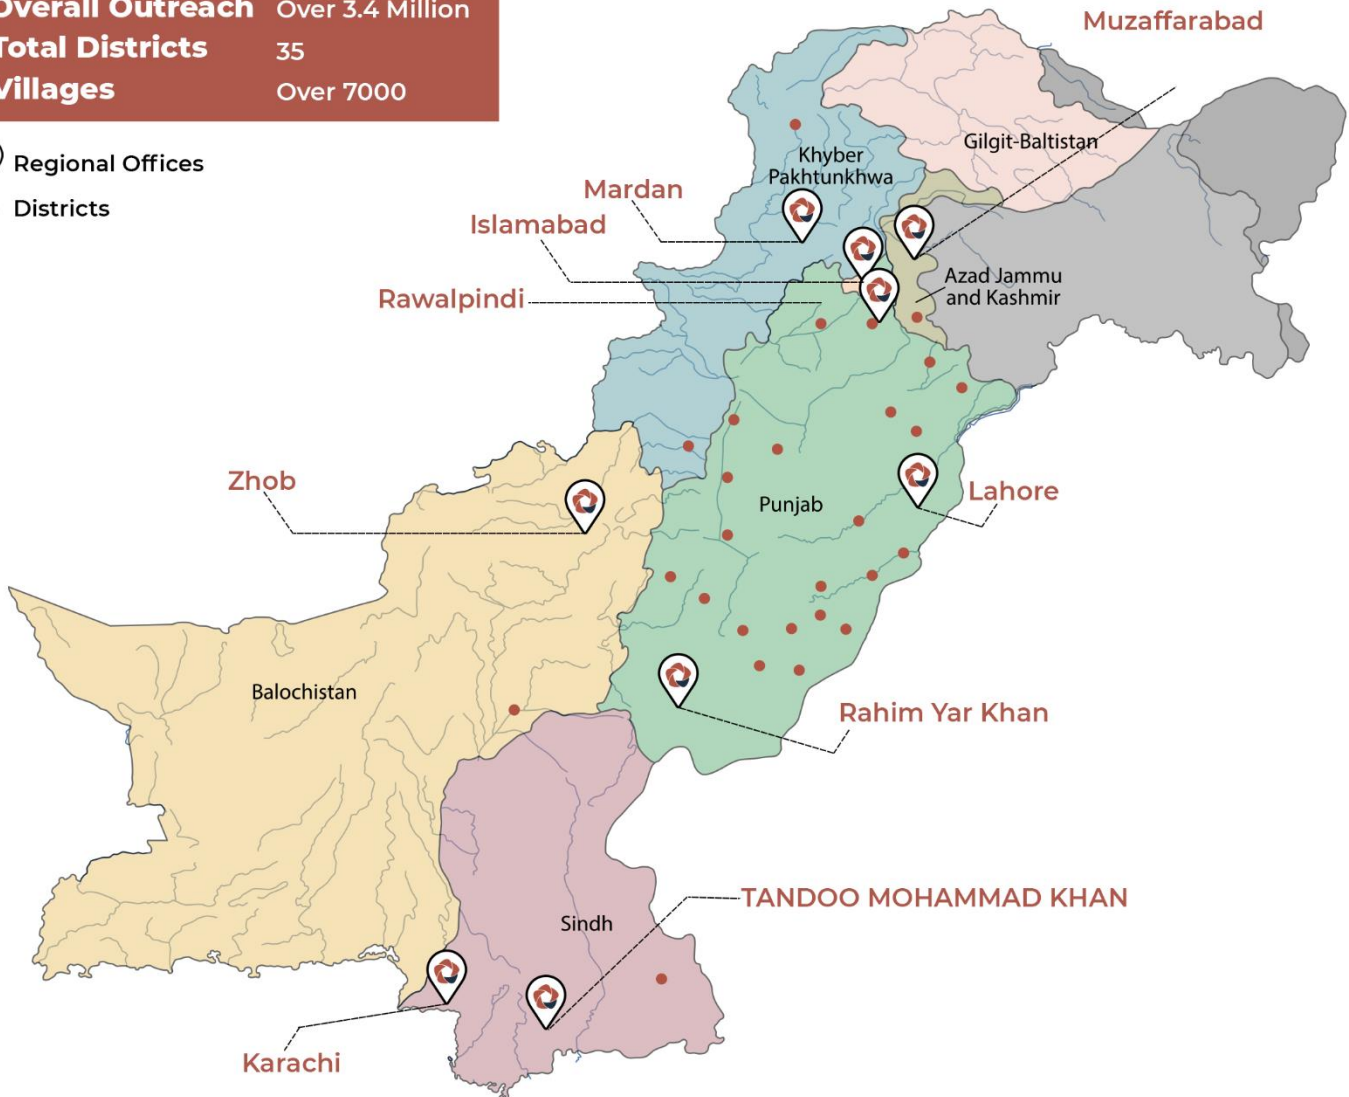 Overall Outreach Over 3.4 Million
Total Districts 35
Villages Over 7000
Regional Offices
Districts
Muzaffarabad
Gilgit-Baltistan
Khyber
Pakhtunkhwa
Mardan
Islamabad
Rawalpindi
Azad Jammu
and Kashmir
Zhob
Lahore
Punjab
Balochistan
Rahim Yar Khan
TANDOO MOHAMMAD KHAN
Sindh
Karachi